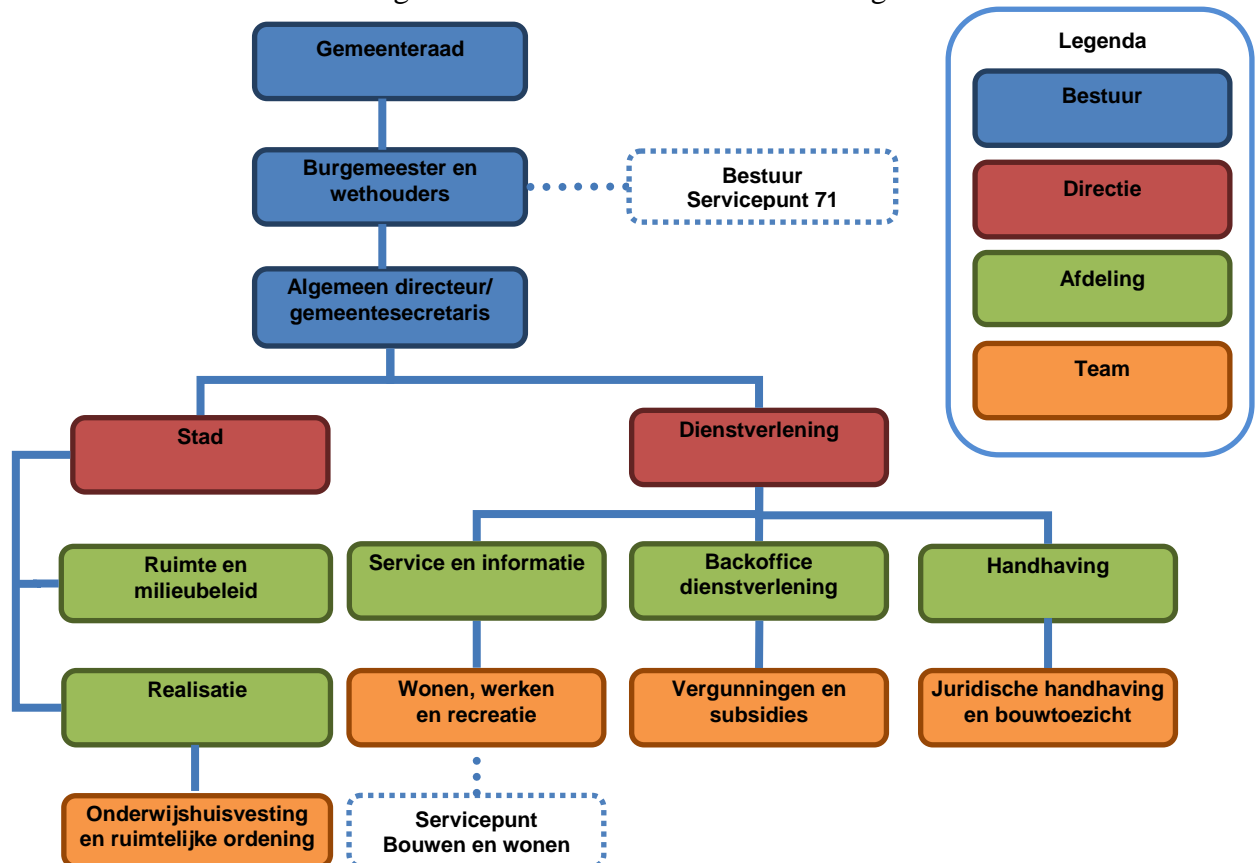 Gemeenteraad
Legenda
Bestuur
Burgemeester en
wethouders
Bestuur
Servicepunt 71
Directie
Algemeen directeur/
gemeentesecretaris
Afdeling
Team
Stad
Dienstverlening
Ruimte en
milieubeleid
Service en informatie
Backoffice
dienstverlening
Handhaving
Realisatie
Wonen, werken
en recreatie
Vergunningen en
subsidies
Juridische handhaving
en bouwtoezicht
Onderwijshuisvesting
en ruimtelijke ordening
Servicepunt
Bouwen en wonen